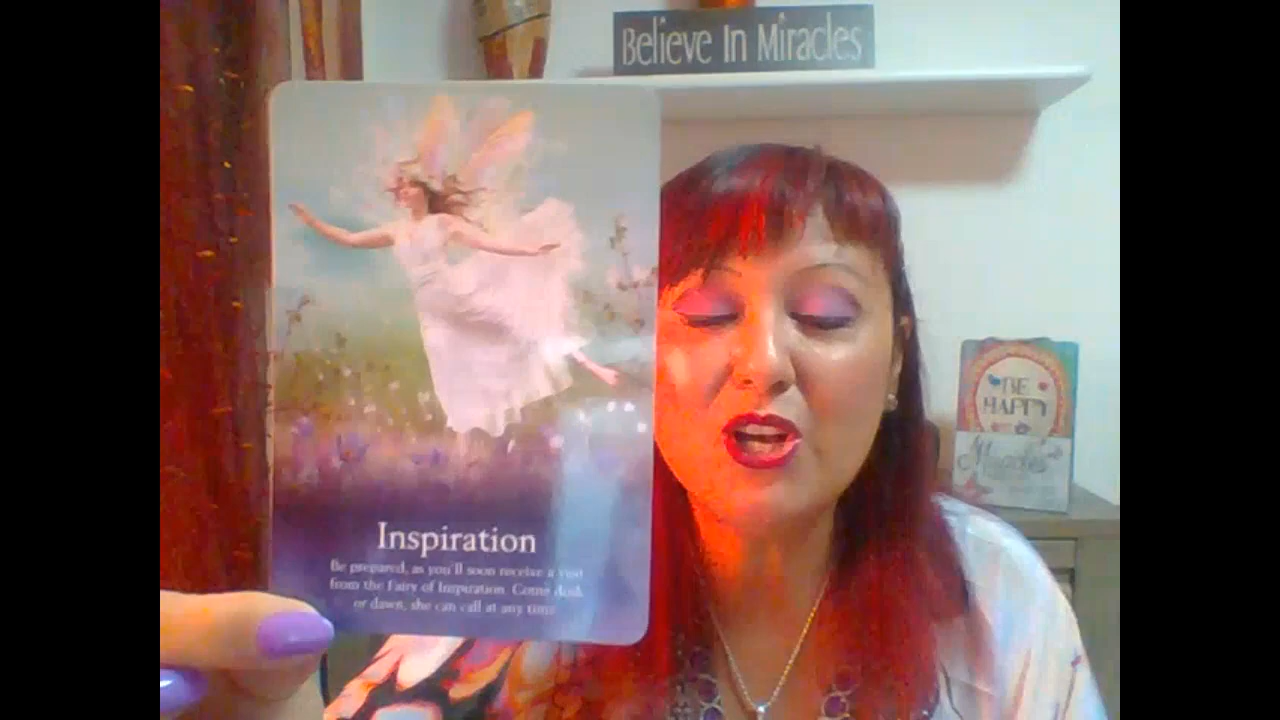 Believe In Miracles
BE
HAPPY
Miracles
Inspiration
Be prepared, as you'll soon receive a visit
from the Fairy of Inspiration. Come dusk
or dawn, she can call at any time.